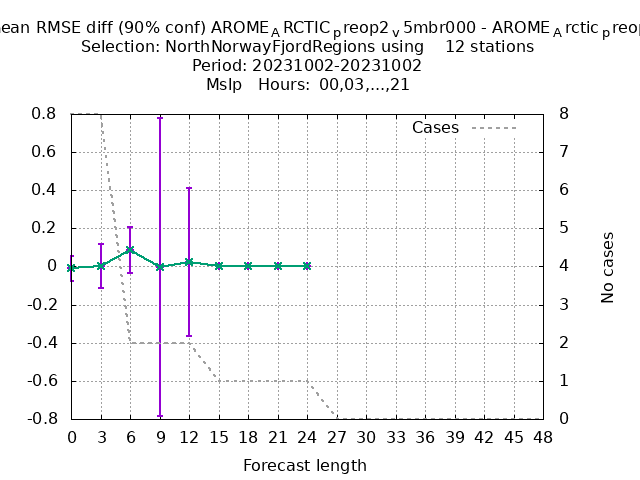 ean RMSE diff (90% conf) AROME_ARCTIC_preop2_v5mbr000 - AROME_Arctic_preop
Selection: NorthNorwayFjordRegions using 12 stations
Period: 20231002-20231002
Mslp Hours: 00,03,...,21
Cases
0.8
0.6
0.4
0.2
0
-0.2
-0.4
-0.6
-0.8
8
7
6
5
4
3
2
1
0
No cases
0 3 6 9 12 15 18 21 24 27 30 33 36 39 42 45 48
Forecast length